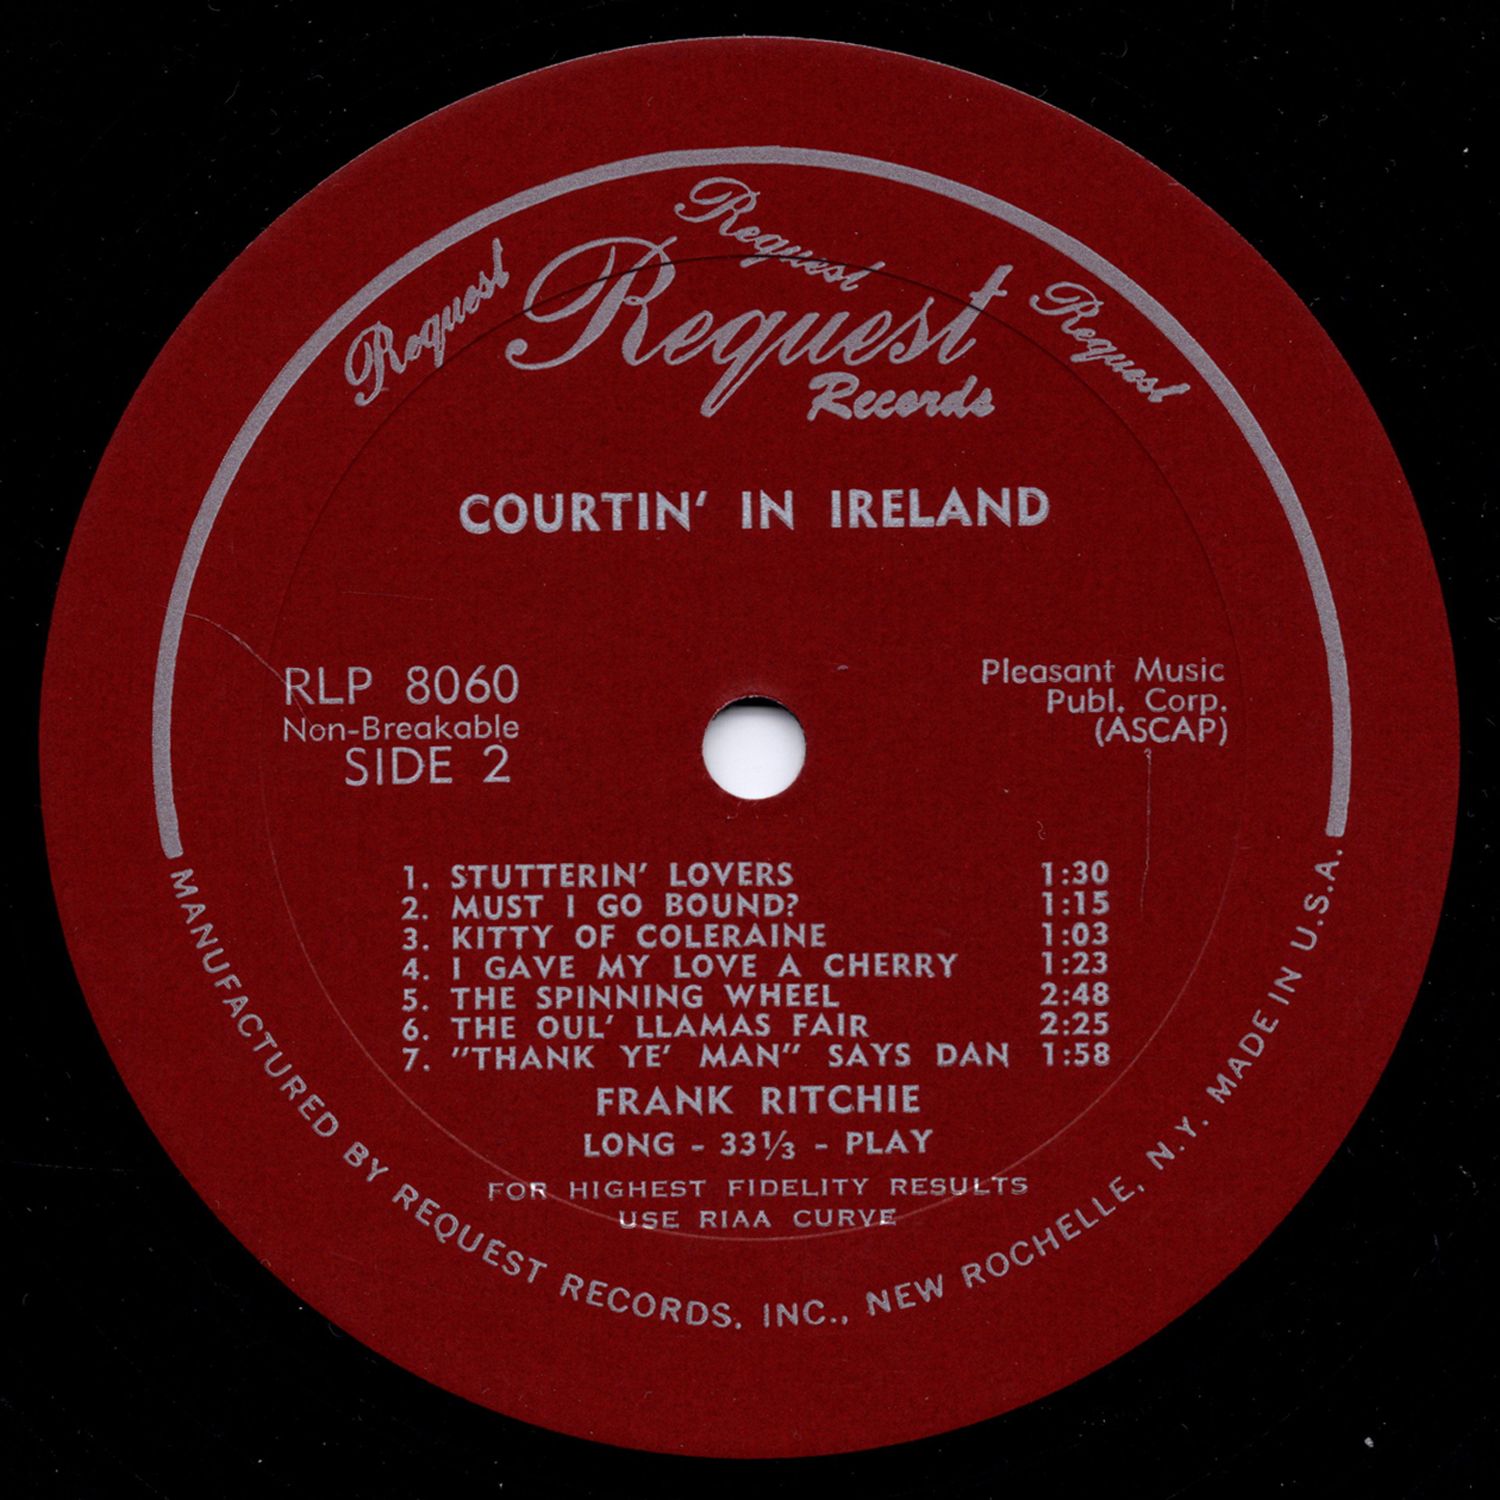 Request
Request
Request
Request
Records
COURTIN' IN IRELAND
RLP 8060
Non-Breakable
SIDE 2
Pleasant Music
Publ. Corp.
(ASCAP)
1. STUTTERIN' LOVERS 1:30
2. MUST I GO BOUND? 1:15
3. KITTY OF COLERAINE 1:03
4. I GAVE MY LOVE A CHERRY 1:23
5. THE SPINNING WHEEL 2:48
6. THE OUL' LLAMAS FAIR 2:25
7. "THANK YE' MAN" SAYS DAN 1:58
FRANK RITCHIE
LONG - 33⅓ - PLAY
FOR HIGHEST FIDELITY RESULTS
USE RIAA CURVE
MANUFACTURED BY REQUEST RECORDS, INC., NEW ROCHELLE, N.Y. MADE IN U.S.A.